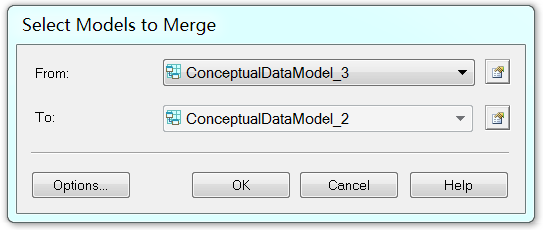 Select Models to Merge
From: ConceptualDataModel_3
To: ConceptualDataModel_2
Options... OK Cancel Help